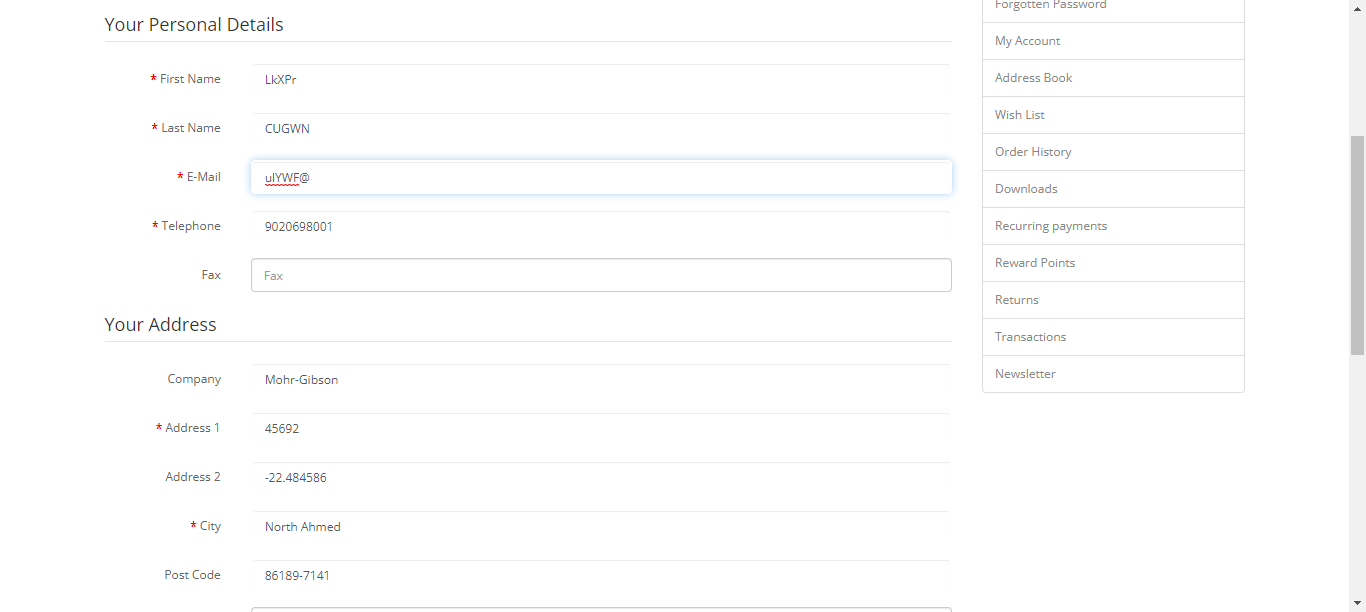 Your Personal Details
* First Name
LkXPr
* Last Name
CUGWN
* E-Mail
ulYWF@
* Telephone
9020698001
Fax
Fax
Your Address
Company
Mohr-Gibson
* Address 1
45692
Address 2
-22.484586
* City
North Ahmed
Post Code
86189-7141
Forgotten Password
My Account
Address Book
Wish List
Order History
Downloads
Recurring payments
Reward Points
Returns
Transactions
Newsletter